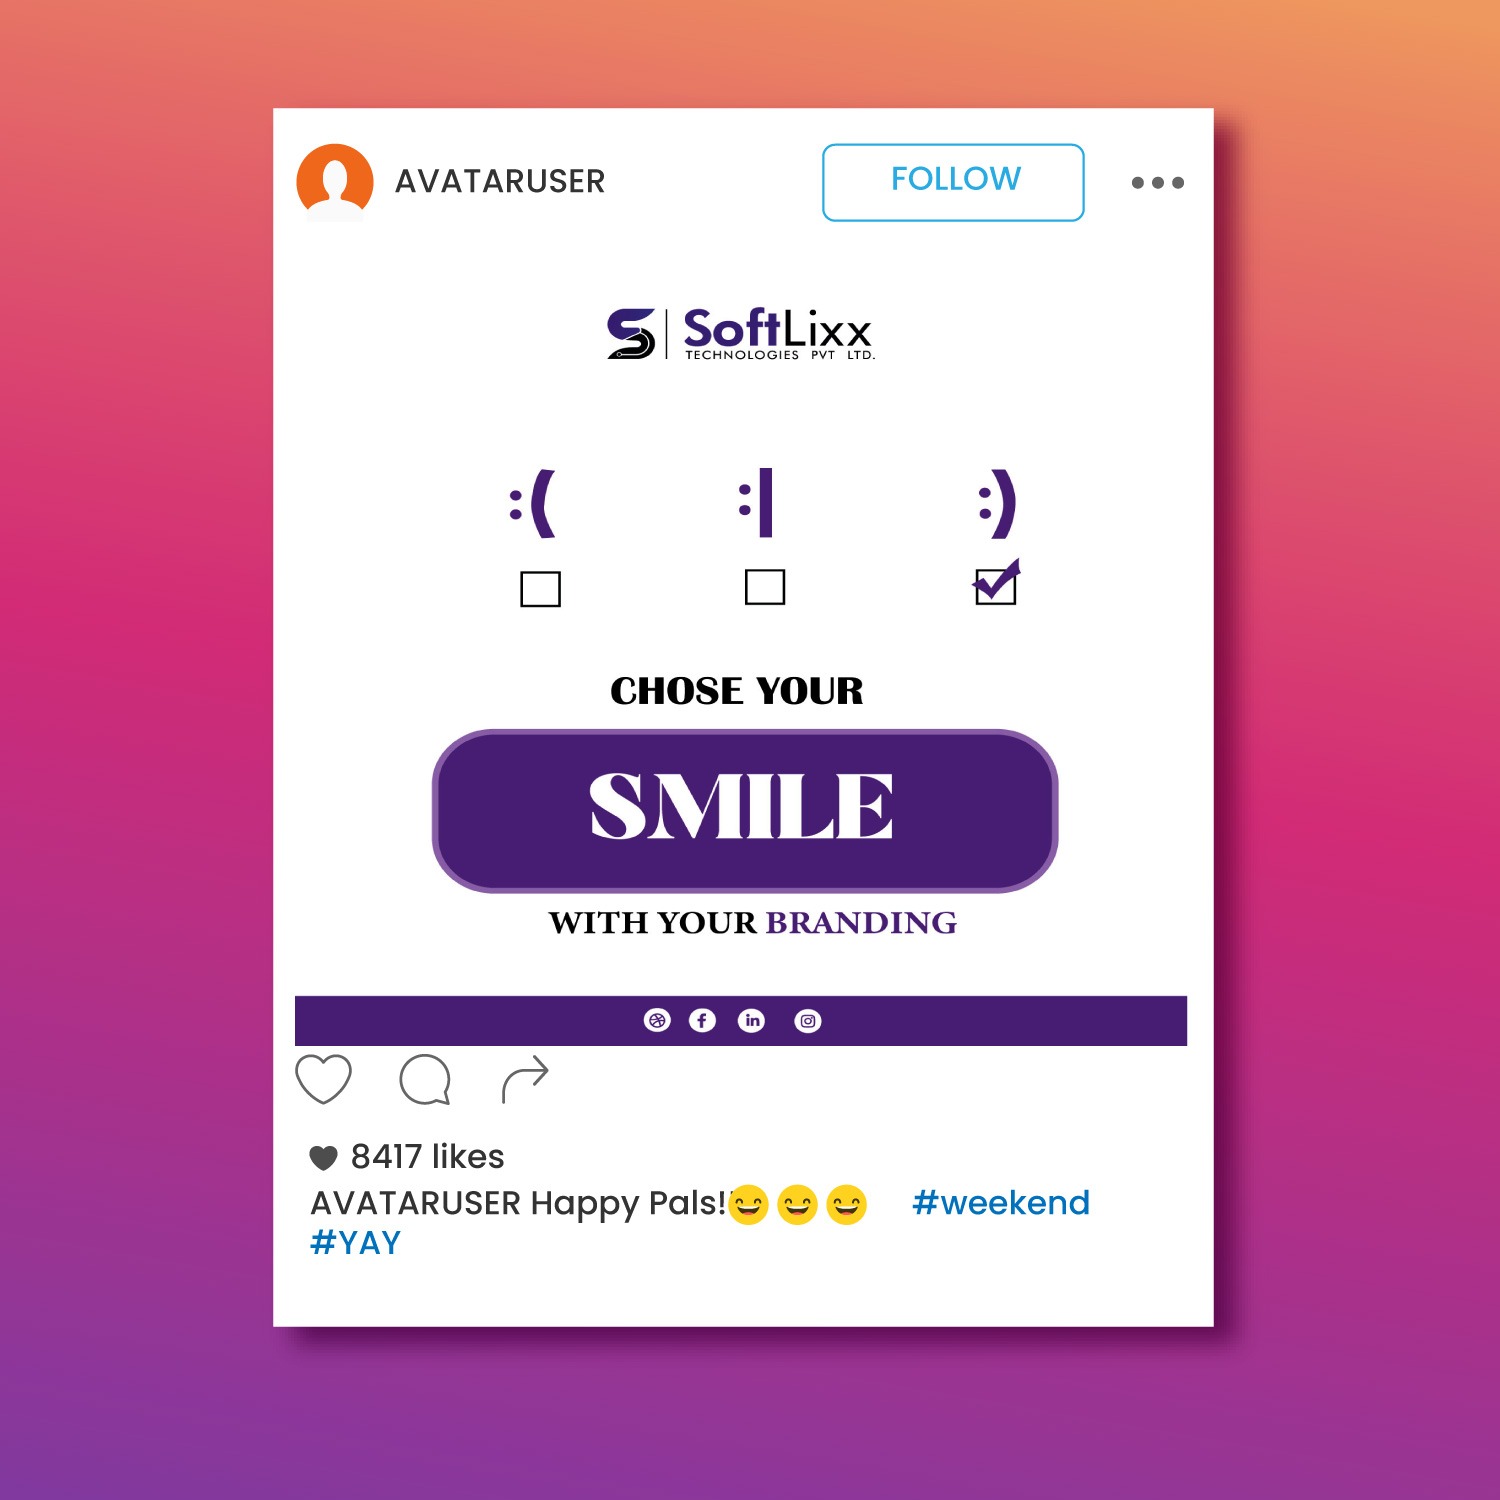 AVATARUSER FOLLOW
SoftLixx
TECHNOLOGIES PVT LTD.
:( :| :)
CHOSE YOUR
SMILE
WITH YOUR BRANDING
8417 likes
AVATARUSER Happy Pals!! #weekend
#YAY